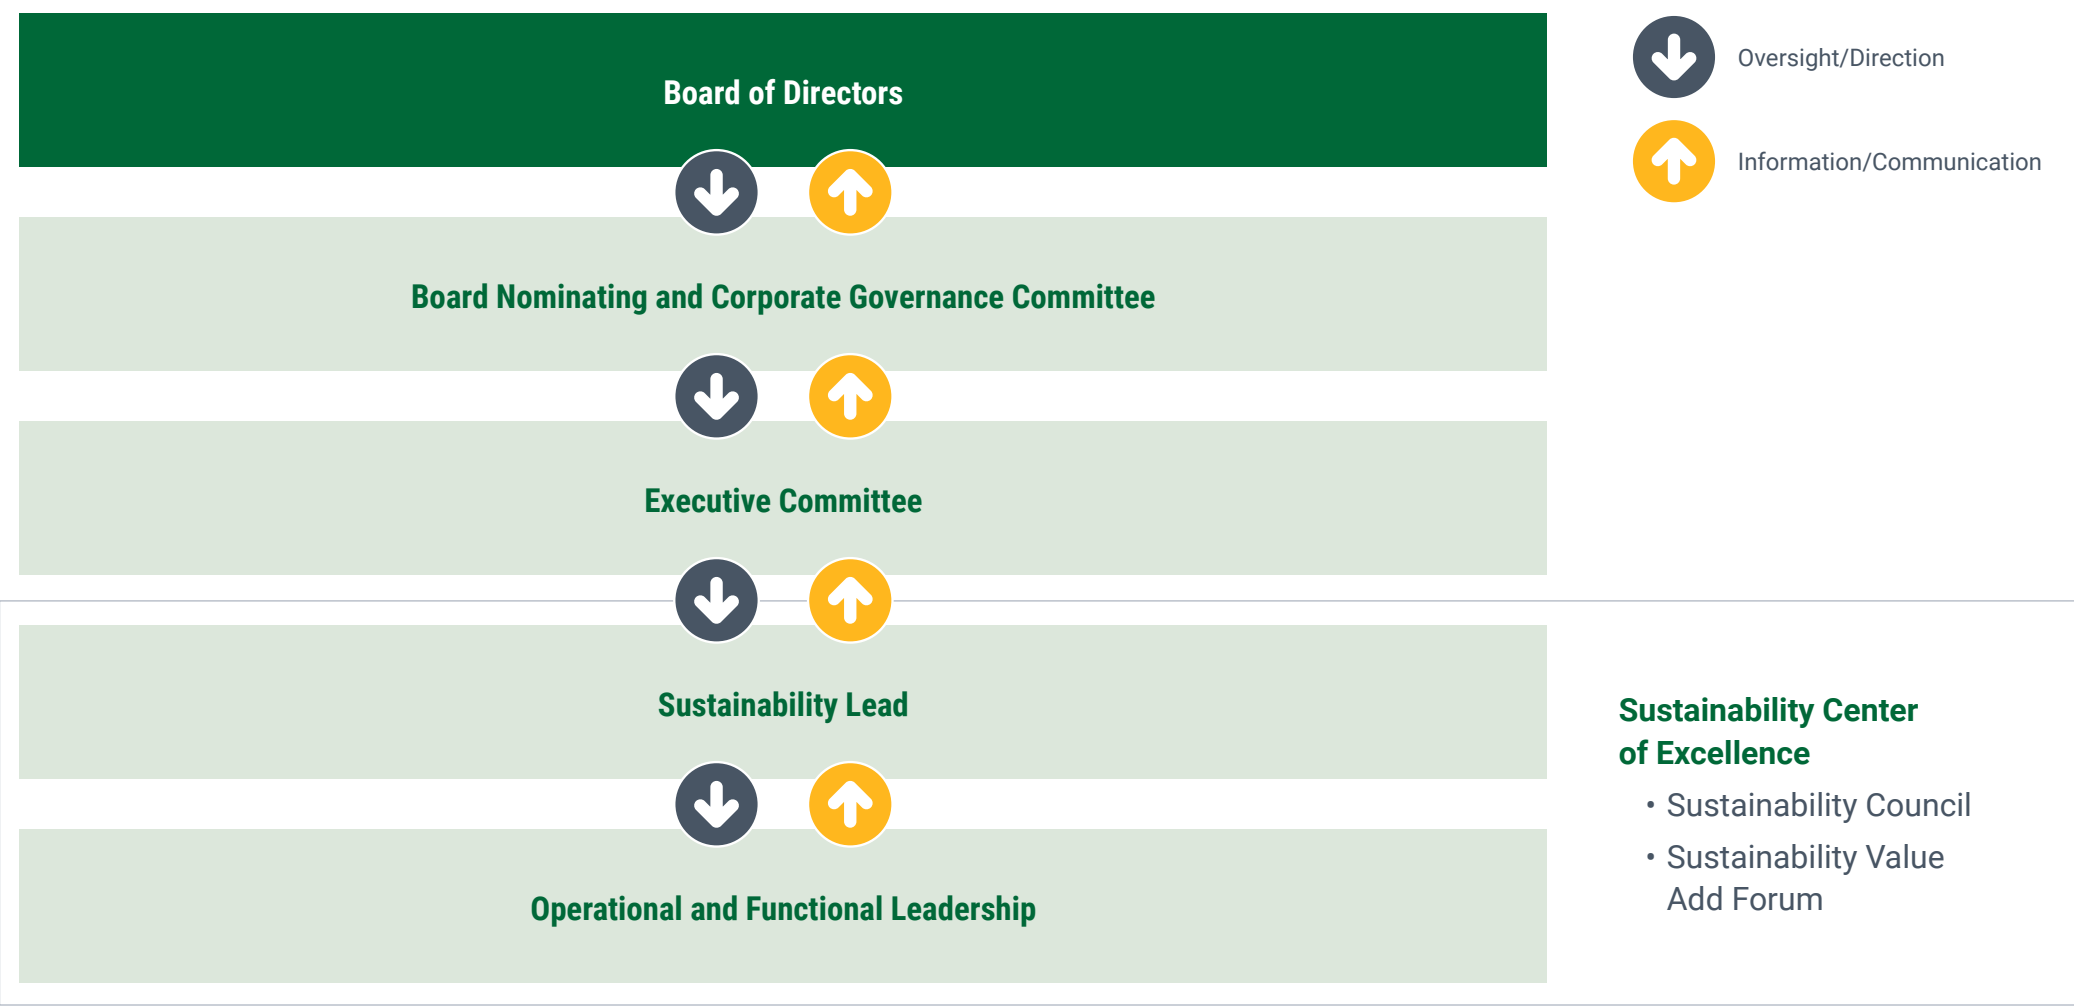 Board of Directors
Oversight/Direction
Information/Communication
Board Nominating and Corporate Governance Committee
Executive Committee
Sustainability Lead
Operational and Functional Leadership
Sustainability Center
of Excellence
• Sustainability Council
• Sustainability Value
Add Forum